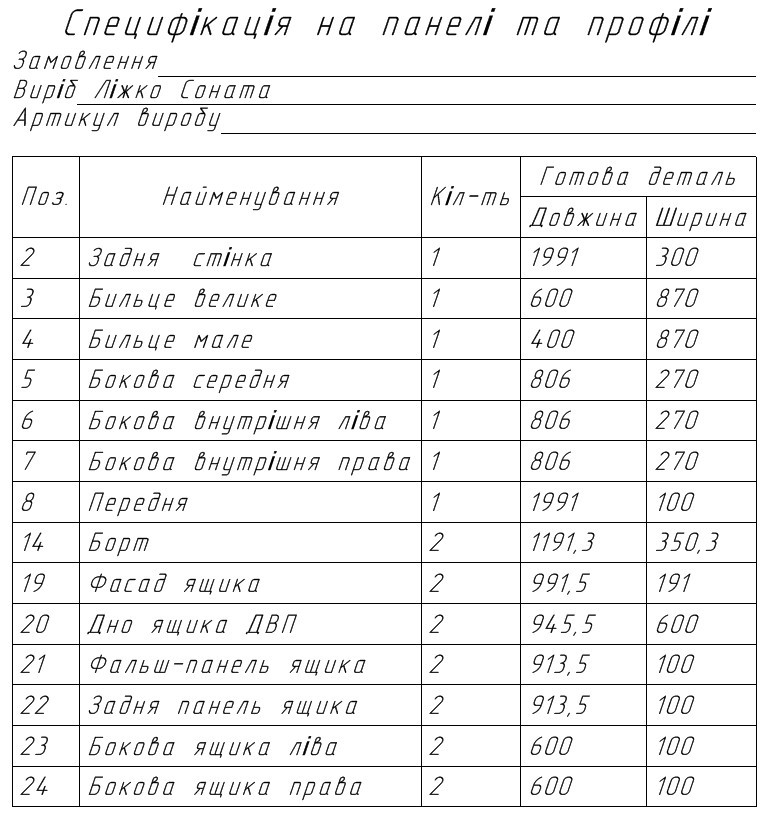 Специфікація на панелі та профілі
Замовлення
Виріб Ліжко Соната
Артикул виробу
Поз. Найменування Кіл-ть Готова деталь
Довжина Ширина
2 Задня стінка 1 1991 300
3 Бильце велике 1 600 870
4 Бильце мале 1 400 870
5 Бокова середня 1 806 270
6 Бокова внутрішня ліва 1 806 270
7 Бокова внутрішня права 1 806 270
8 Передня 1 1991 100
14 Борт 2 1191,3 350,3
19 Фасад ящика 2 991,5 191
20 Дно ящика ДВП 2 945,5 600
21 Фальш-панель ящика 2 913,5 100
22 Задня панель ящика 2 913,5 100
23 Бокова ящика ліва 2 600 100
24 Бокова ящика права 2 600 100